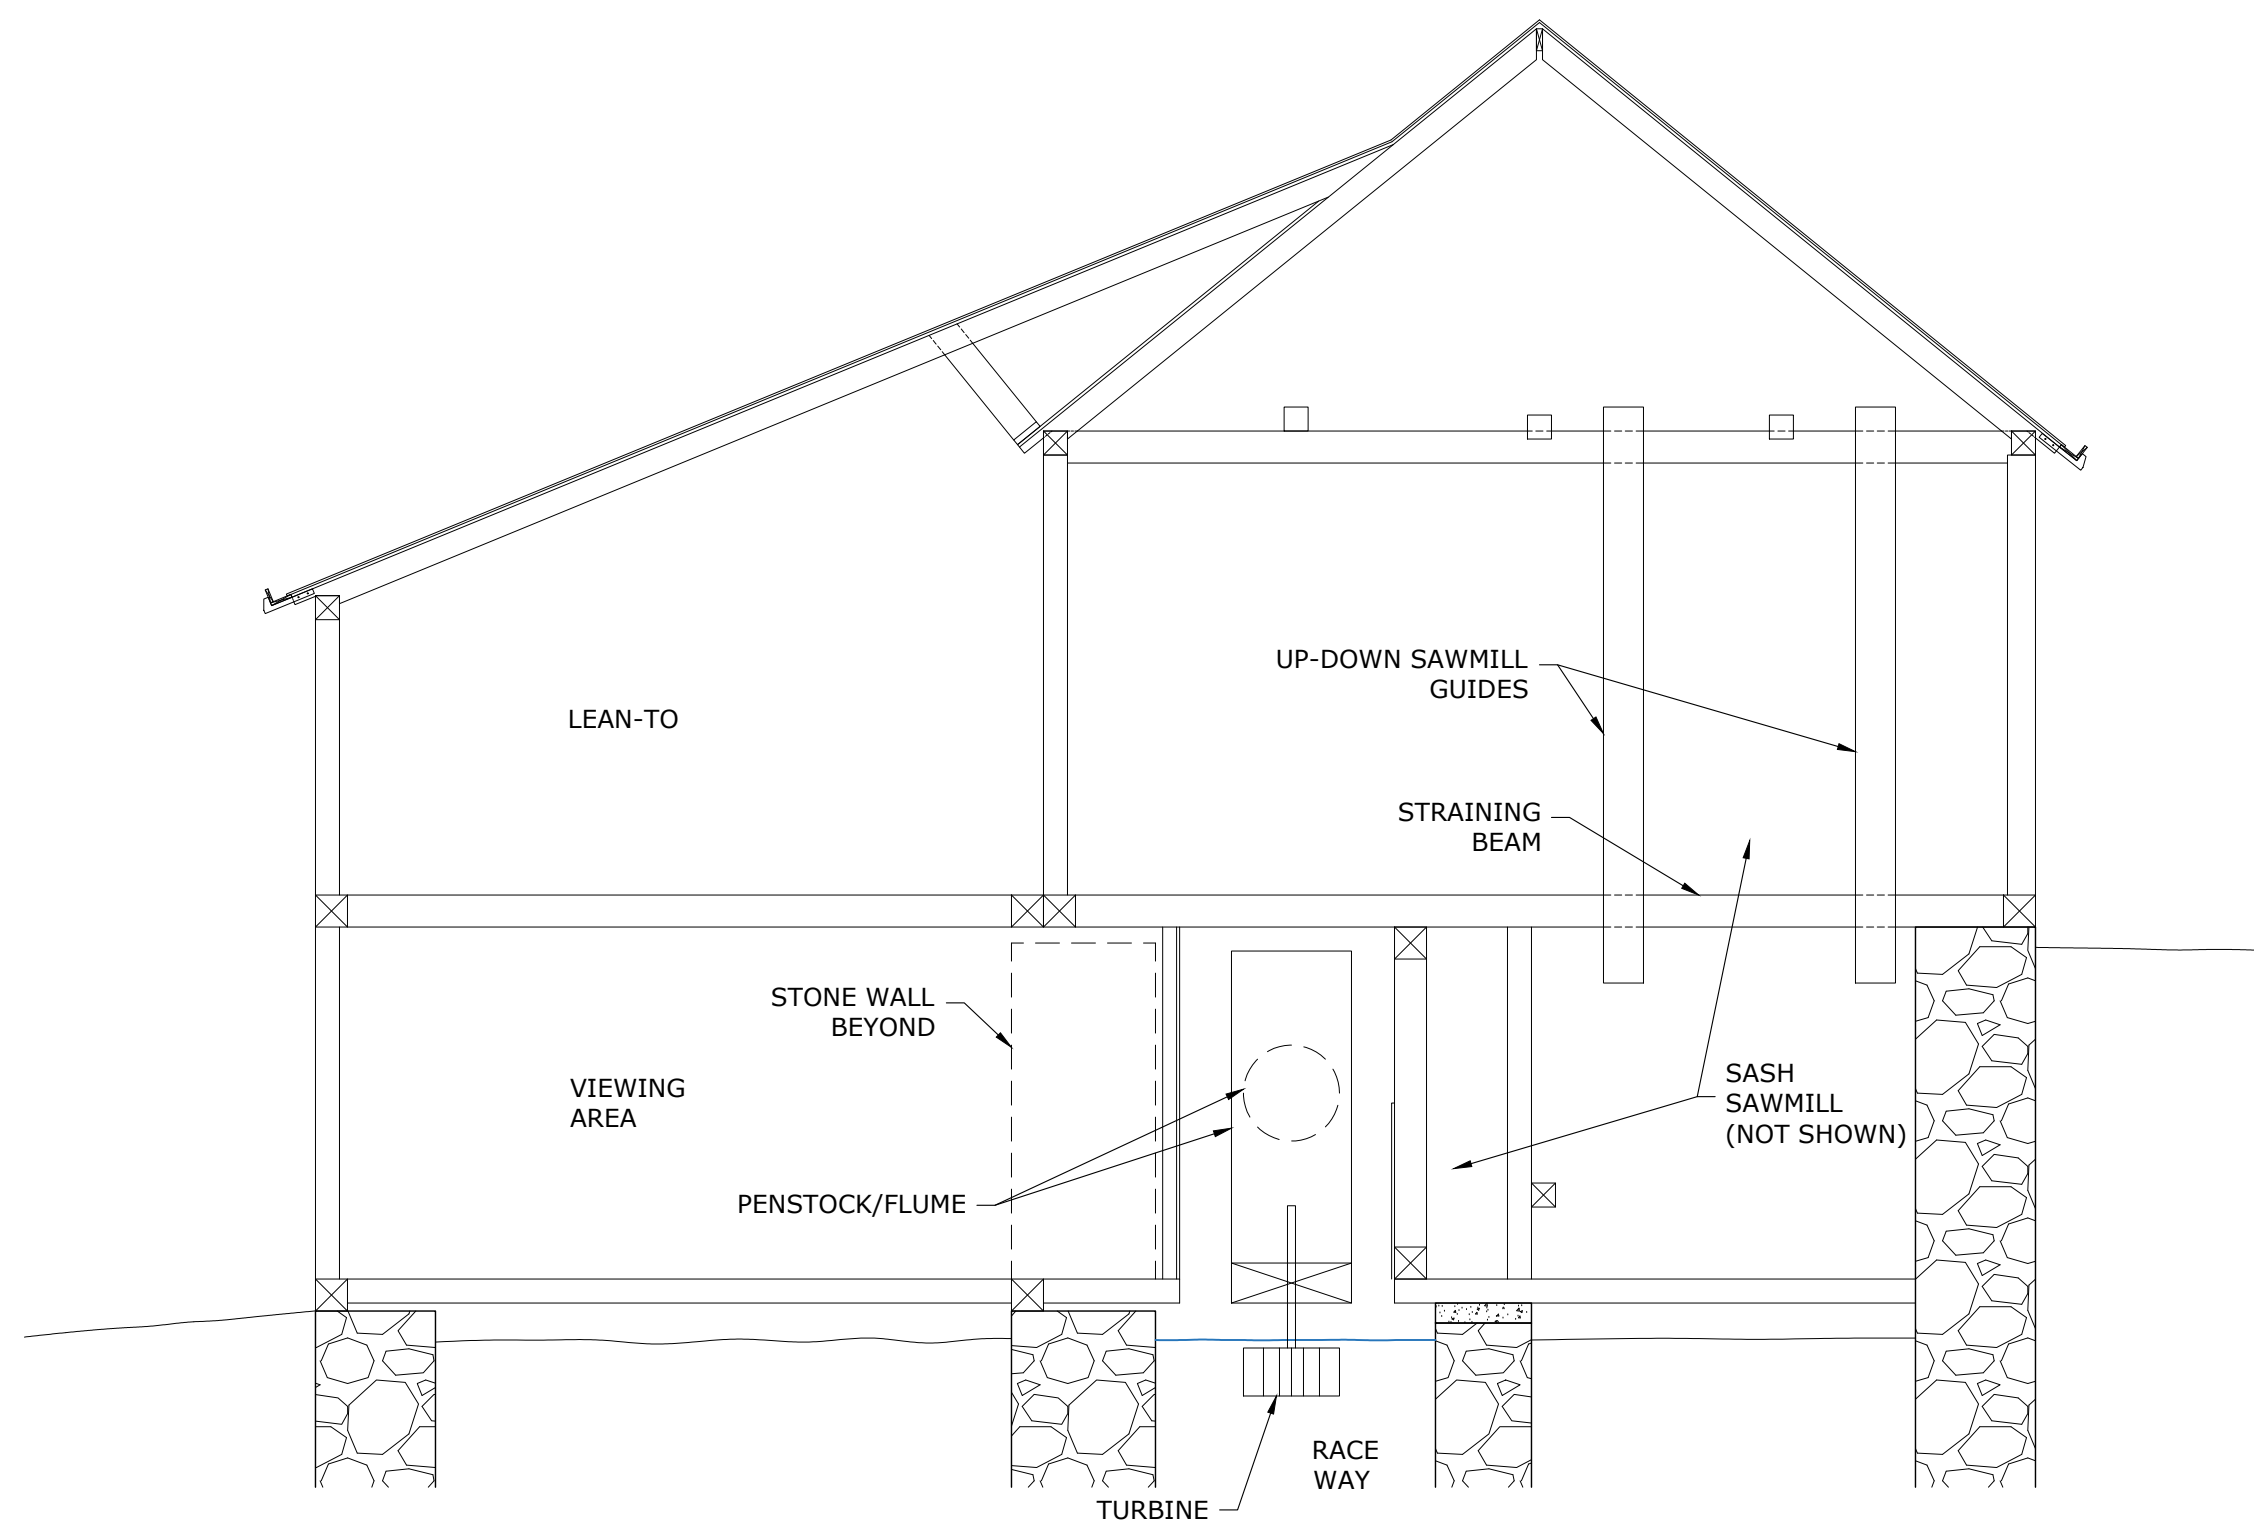 UP-DOWN SAWMILL
GUIDES
LEAN-TO
STRAINING
BEAM
STONE WALL
BEYOND
VIEWING
AREA
SASH
SAWMILL
(NOT SHOWN)
PENSTOCK/FLUME
RACE
WAY
TURBINE